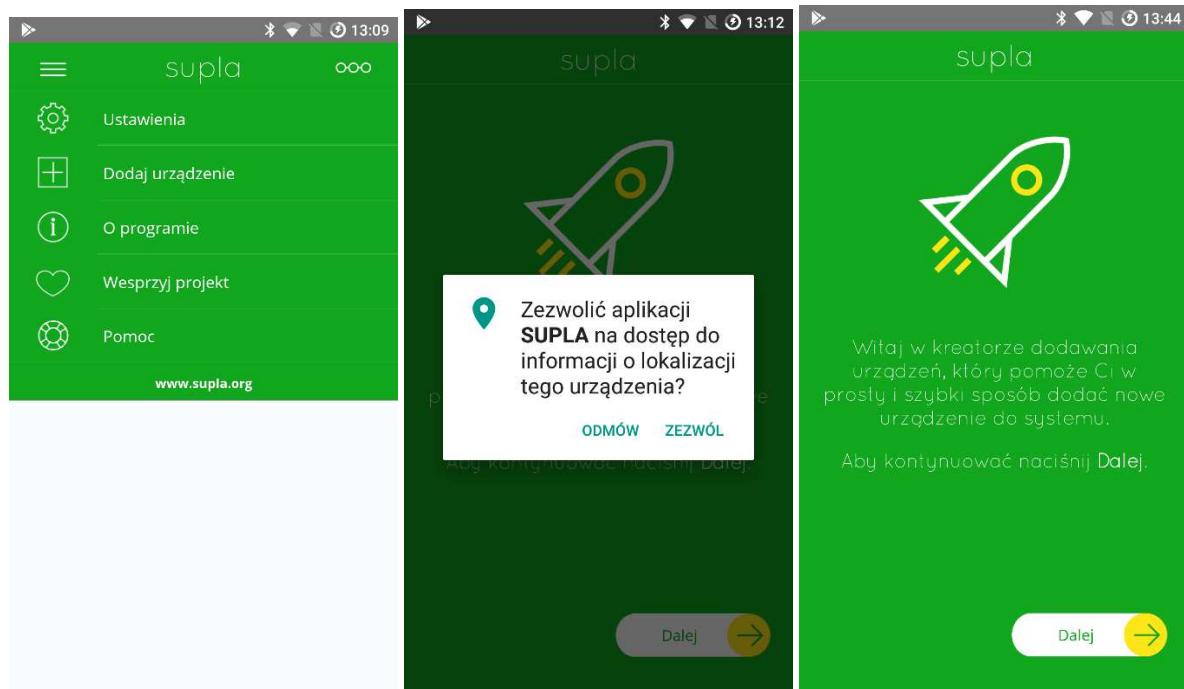 13:09
supla
Ustawienia
Dodaj urządzenie
O programie
Wesprzyj projekt
Pomoc
www.supla.org
13:12
supla
Zezwolić aplikacji
SUPLA na dostęp do
informacji o lokalizacji
tego urządzenia?
ODMÓW ZEZWÓL
Aby kontynuować naciśnij Dalej.
Dalej
13:44
supla
Witaj w kreatorze dodawania
urządzeń, który pomoże Ci w
prosty i szybki sposób dodać nowe
urządzenie do systemu.
Aby kontynuować naciśnij Dalej.
Dalej